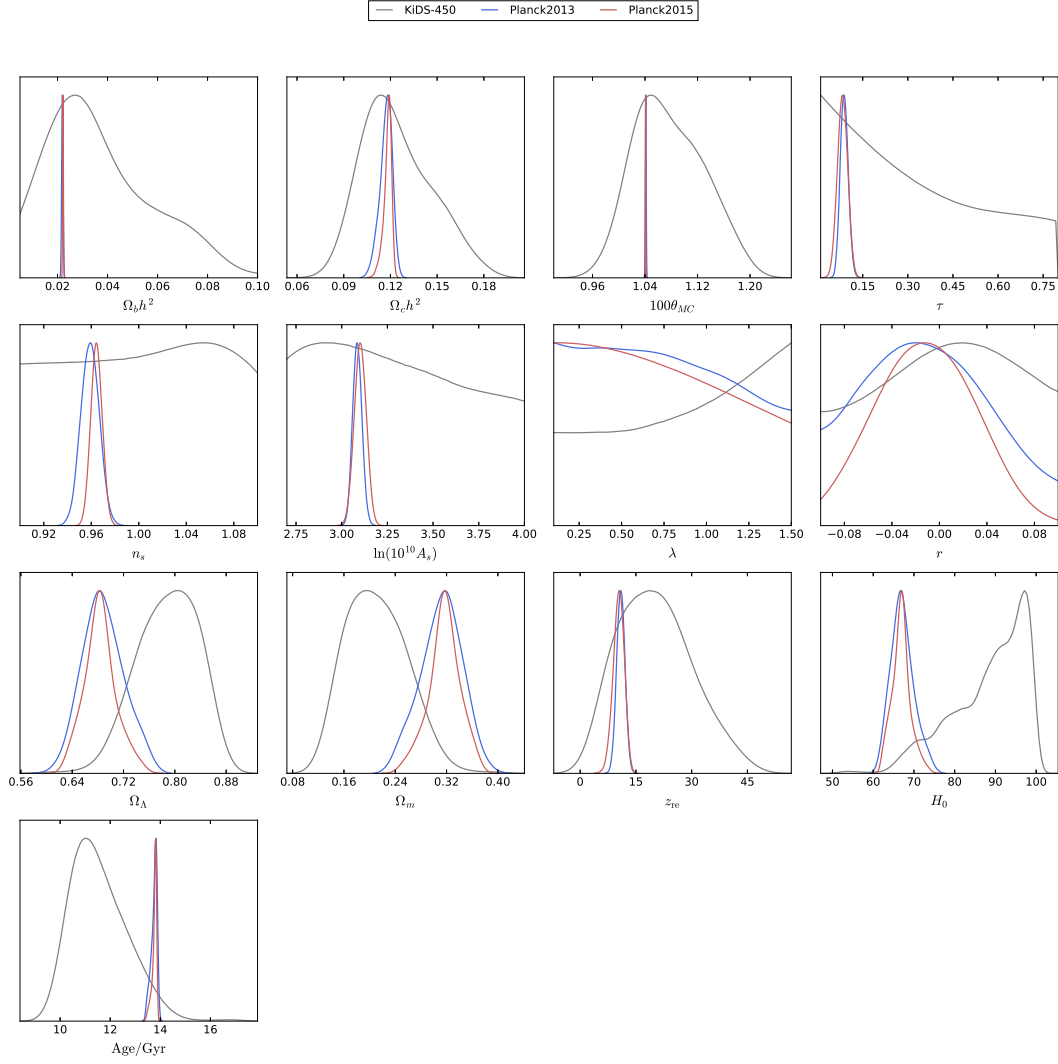 KiDS-450 Planck2013 Planck2015
0.02 0.04 0.06 0.08 0.10
Ω_b h²
0.06 0.09 0.12 0.15 0.18
Ω_c h²
0.96 1.04 1.12 1.20
100θ_MC
0.15 0.30 0.45 0.60 0.75
τ
0.92 0.96 1.00 1.04 1.08
n_s
2.75 3.00 3.25 3.50 3.75 4.00
ln(10¹⁰A_s)
0.25 0.50 0.75 1.00 1.25 1.50
λ
−0.08 −0.04 0.00 0.04 0.08
r
0.56 0.64 0.72 0.80 0.88
Ω_Λ
0.08 0.16 0.24 0.32 0.40
Ω_m
0 15 30 45
z_re
50 60 70 80 90 100
H₀
10 12 14 16
Age/Gyr